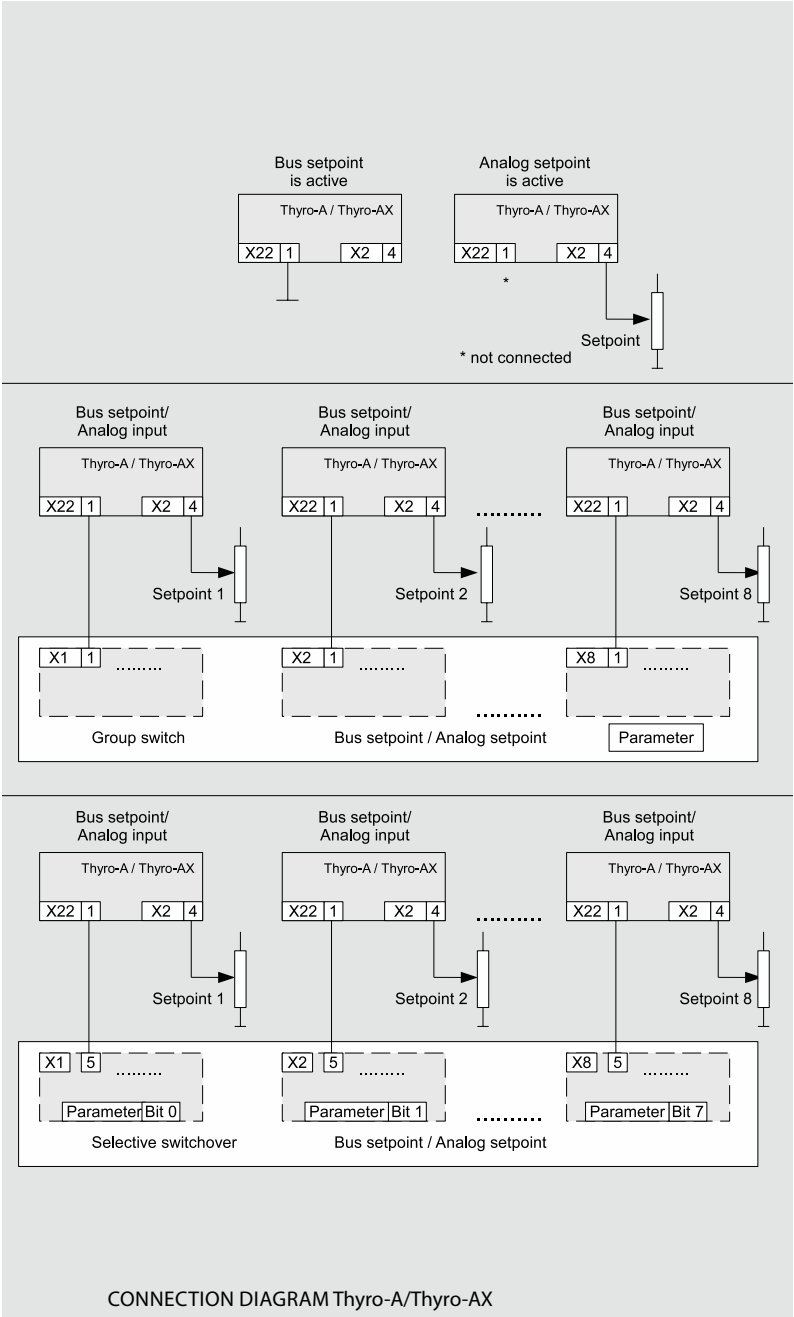 Bus setpoint
is active
Analog setpoint
is active
Thyro-A / Thyro-AX
Thyro-A / Thyro-AX
X22 1 X2 4
X22 1 X2 4
*
Setpoint
* not connected
Bus setpoint/
Analog input
Bus setpoint/
Analog input
Bus setpoint/
Analog input
Thyro-A / Thyro-AX
Thyro-A / Thyro-AX
Thyro-A / Thyro-AX
X22 1 X2 4
X22 1 X2 4
..........
X22 1 X2 4
Setpoint 1
Setpoint 2
Setpoint 8
X1 1 .........
X2 1 .........
X8 1 .........
..........
Group switch
Bus setpoint / Analog setpoint
Parameter
Bus setpoint/
Analog input
Bus setpoint/
Analog input
Bus setpoint/
Analog input
Thyro-A / Thyro-AX
Thyro-A / Thyro-AX
Thyro-A / Thyro-AX
X22 1 X2 4
X22 1 X2 4
..........
X22 1 X2 4
Setpoint 1
Setpoint 2
Setpoint 8
X1 5 .........
X2 5 .........
X8 5 .........
Parameter Bit 0
Parameter Bit 1
..........
Parameter Bit 7
Selective switchover
Bus setpoint / Analog setpoint
CONNECTION DIAGRAM Thyro-A/Thyro-AX